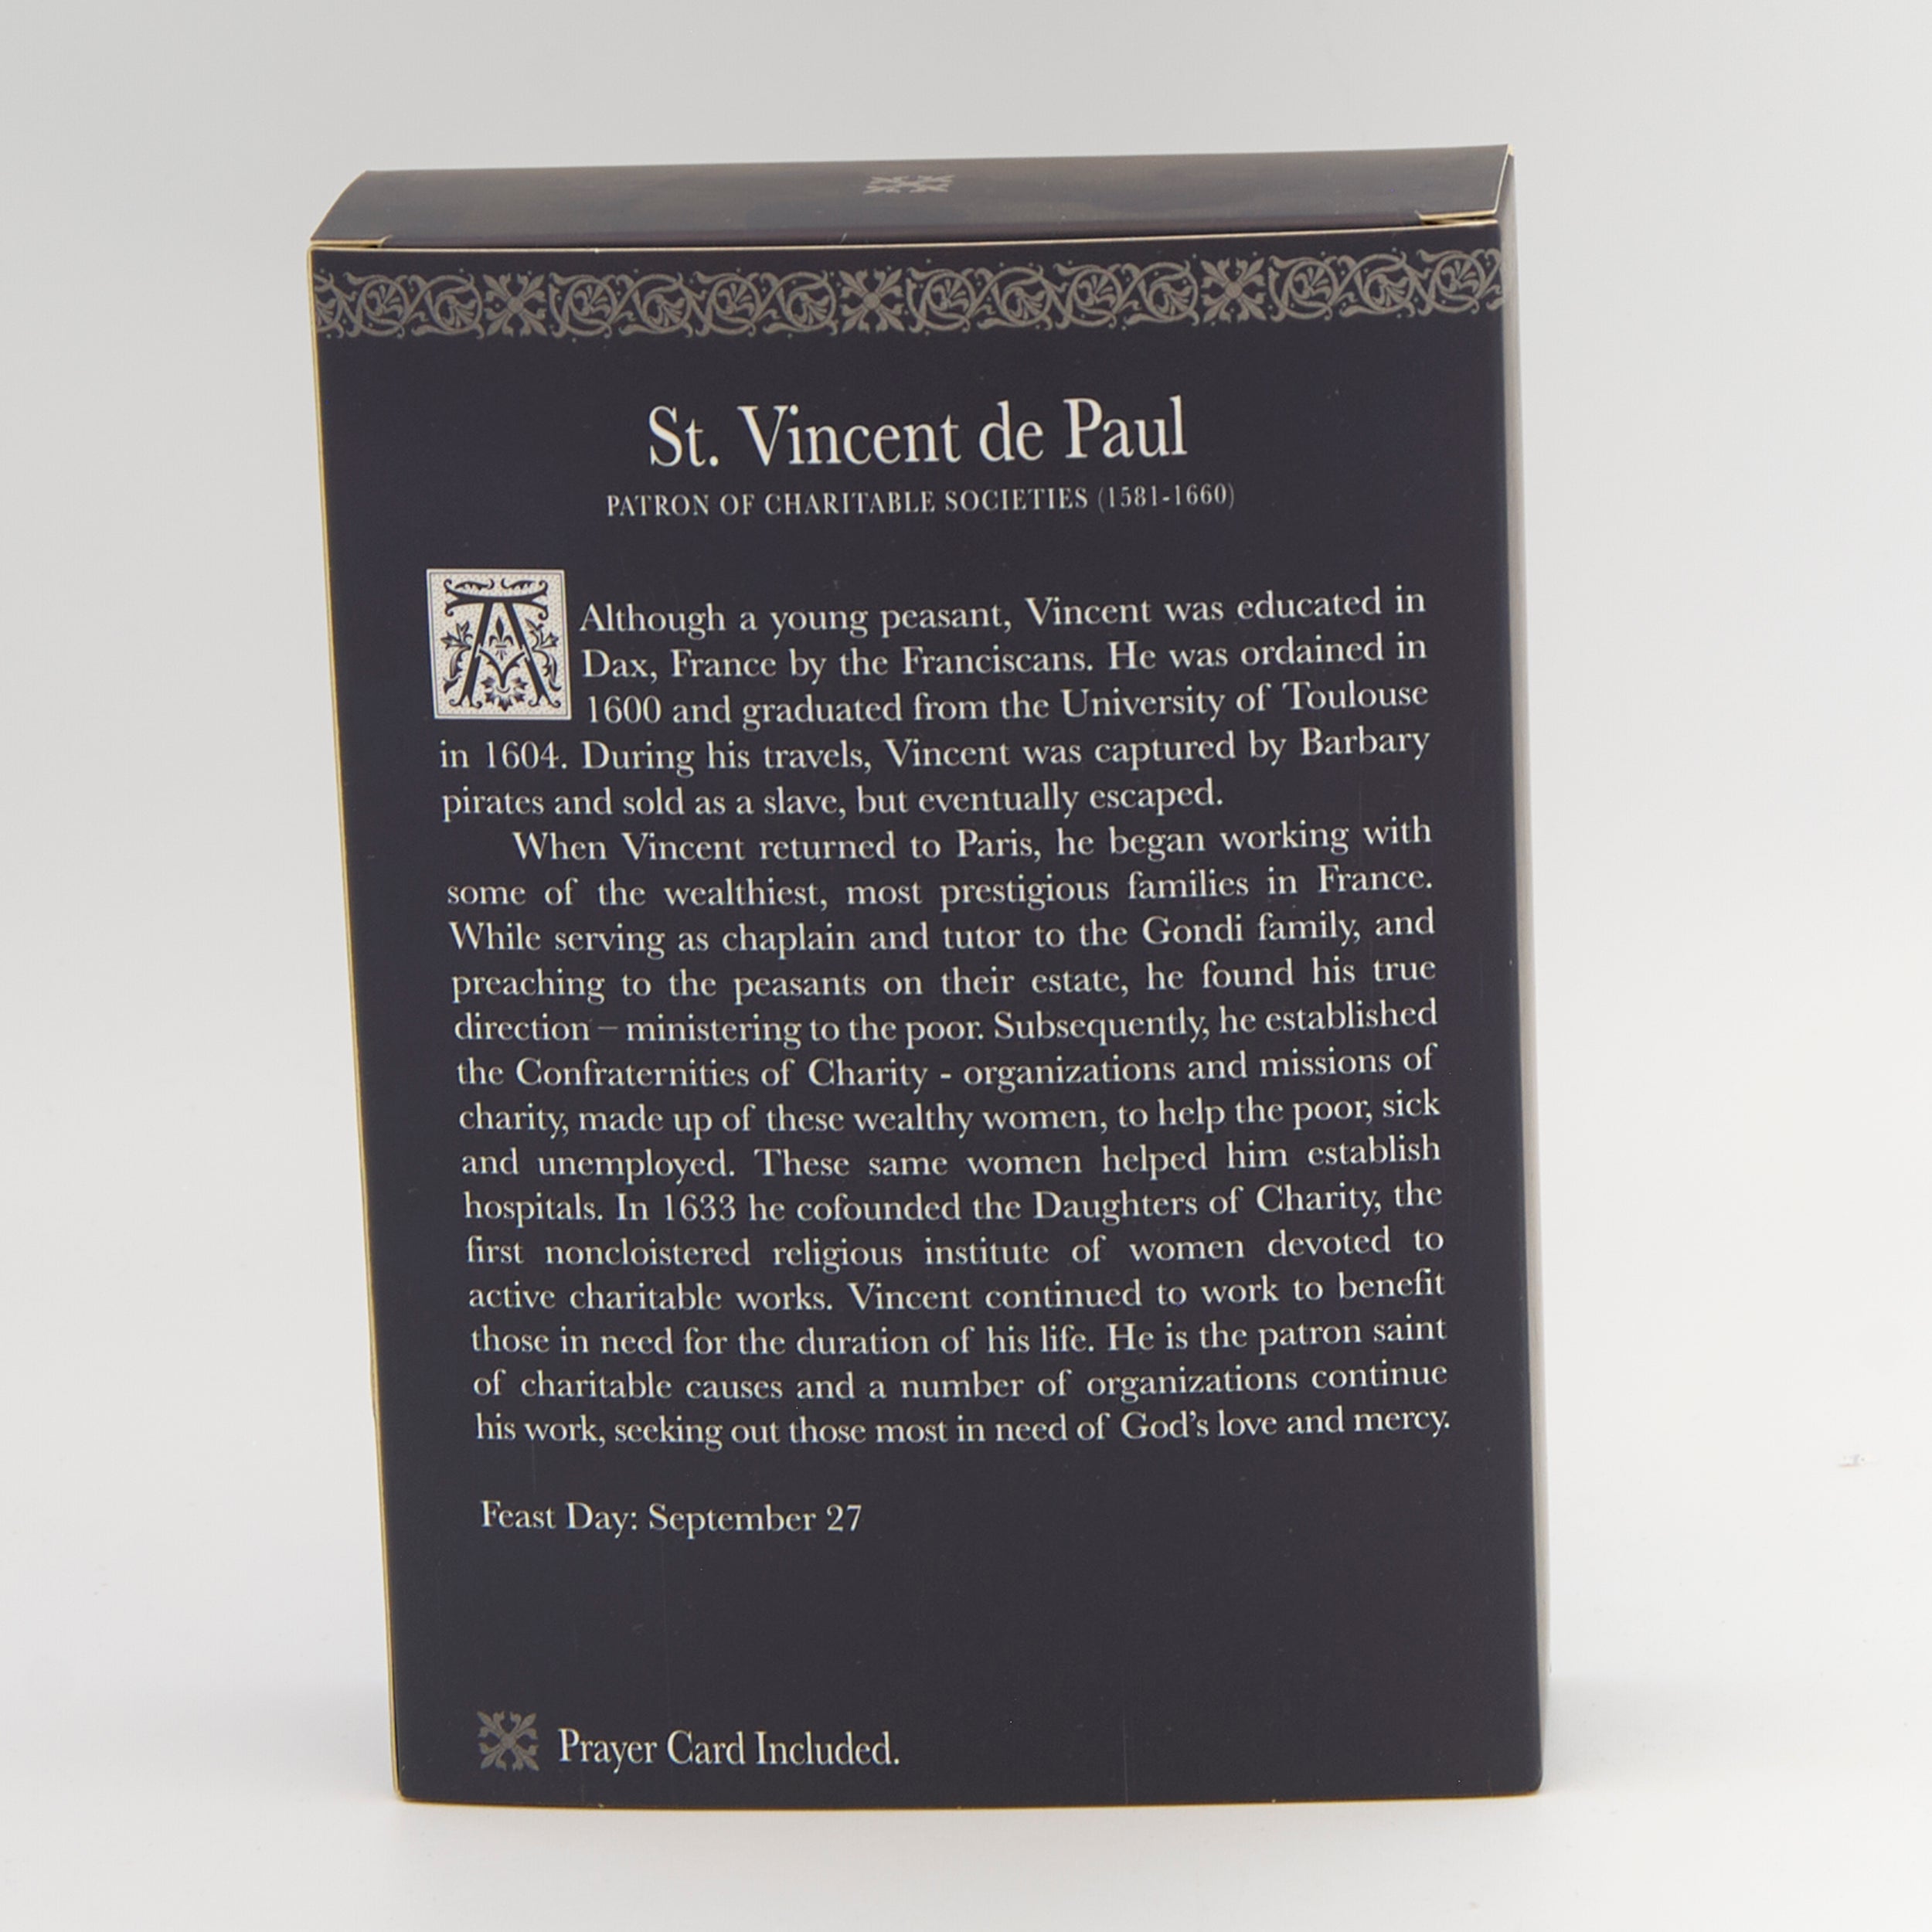 St. Vincent de Paul
PATRON OF CHARITABLE SOCIETIES (1581-1660)
A
Although a young peasant, Vincent was educated in
Dax, France by the Franciscans. He was ordained in
1600 and graduated from the University of Toulouse
in 1604. During his travels, Vincent was captured by Barbary
pirates and sold as a slave, but eventually escaped.
When Vincent returned to Paris, he began working with
some of the wealthiest, most prestigious families in France.
While serving as chaplain and tutor to the Gondi family, and
preaching to the peasants on their estate, he found his true
direction – ministering to the poor. Subsequently, he established
the Confraternities of Charity - organizations and missions of
charity, made up of these wealthy women, to help the poor, sick
and unemployed. These same women helped him establish
hospitals. In 1633 he cofounded the Daughters of Charity, the
first noncloistered religious institute of women devoted to
active charitable works. Vincent continued to work to benefit
those in need for the duration of his life. He is the patron saint
of charitable causes and a number of organizations continue
his work, seeking out those most in need of God's love and mercy.
Feast Day: September 27
Prayer Card Included.